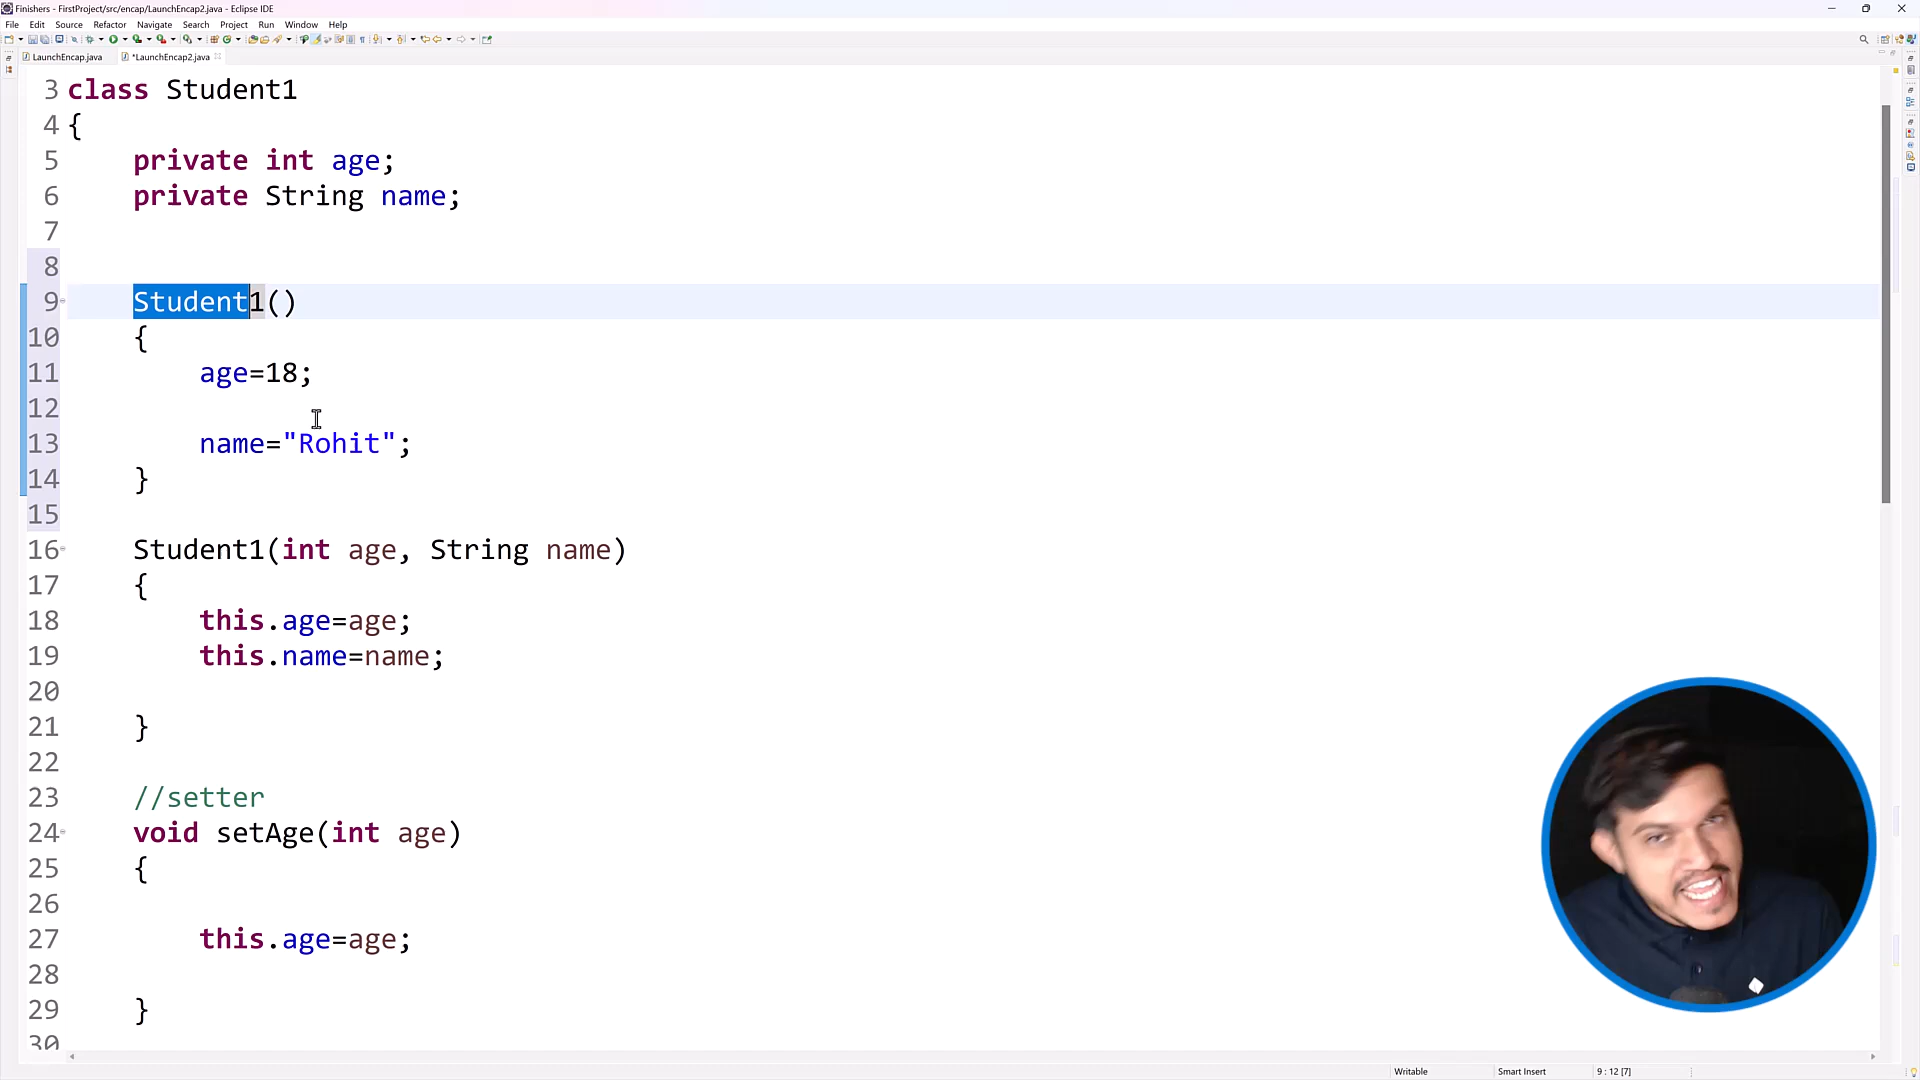 Finishers - FirstProject/src/encap/LaunchEncap2.java - Eclipse IDE
File Edit Source Refactor Navigate Search Project Run Window Help
LaunchEncap.java *LaunchEncap2.java
3 class Student1
4 {
5 private int age;
6 private String name;
7
8
9 Student1()
10 {
11 age=18;
12
13 name="Rohit";
14 }
15
16 Student1(int age, String name)
17 {
18 this.age=age;
19 this.name=name;
20
21 }
22
23 //setter
24 void setAge(int age)
25 {
26
27 this.age=age;
28
29 }
30
Writable Smart Insert 9 : 12 [7]